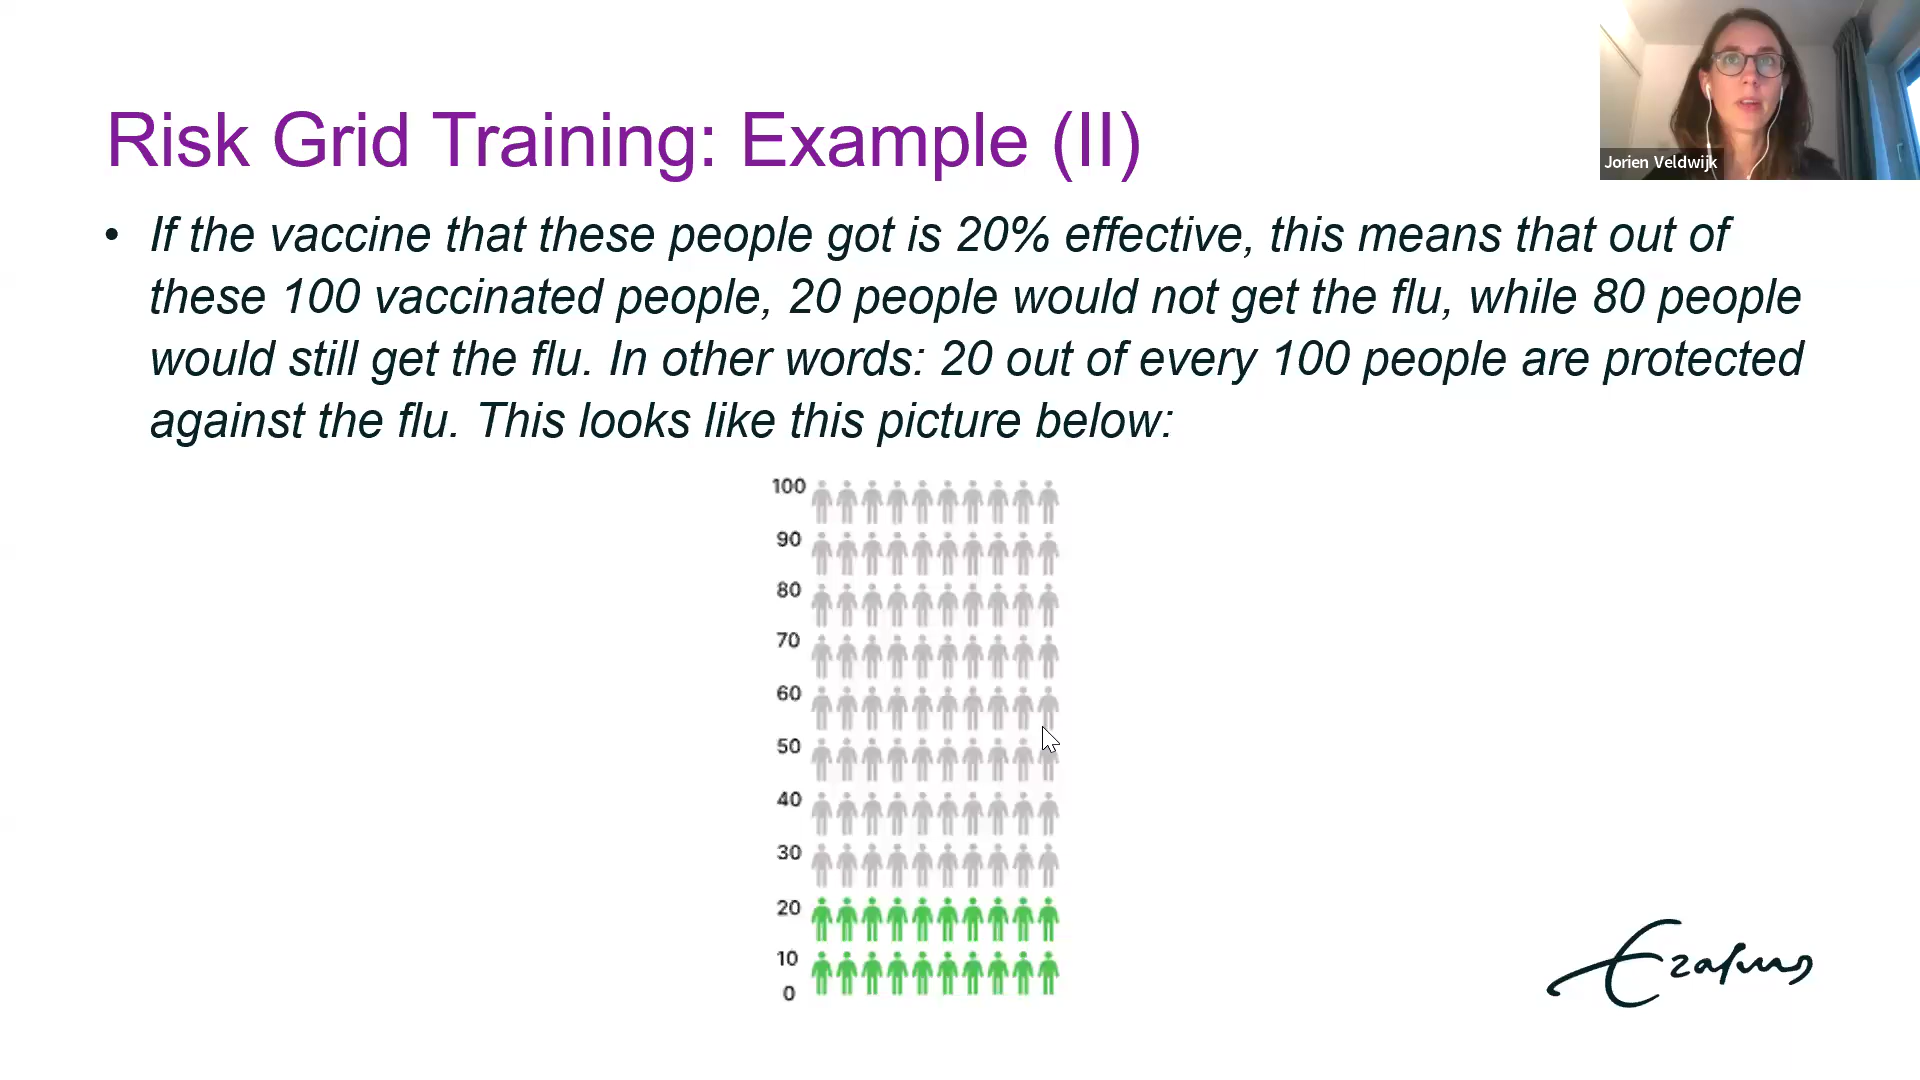 Risk Grid Training: Example (II)
Jorien Veldwijk
• If the vaccine that these people got is 20% effective, this means that out of
these 100 vaccinated people, 20 people would not get the flu, while 80 people
would still get the flu. In other words: 20 out of every 100 people are protected
against the flu. This looks like this picture below:
100
90
80
70
60
50
40
30
20
10
0
Erasmus